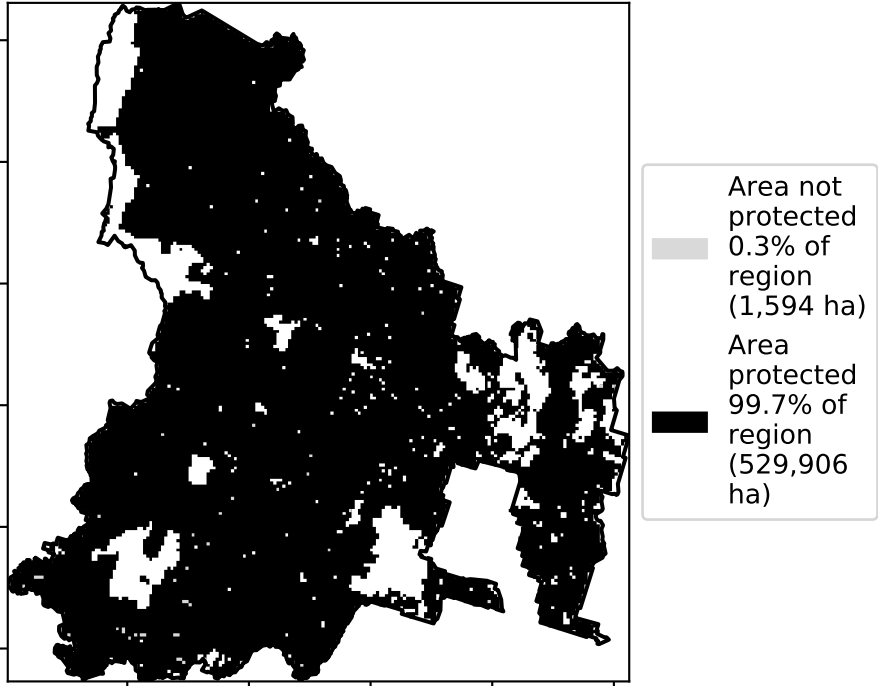 Area not
protected
0.3% of
region
(1,594 ha)
Area
protected
99.7% of
region
(529,906
ha)